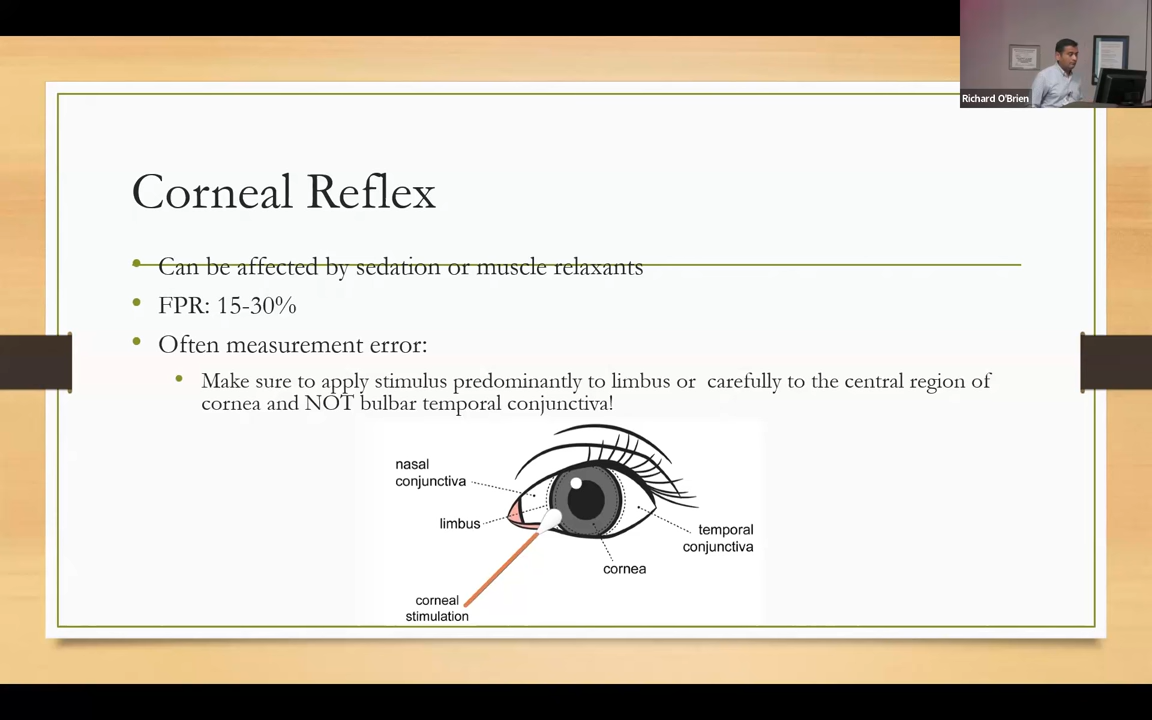 Richard O'Brien
Corneal Reflex
Can be affected by sedation or muscle relaxants
FPR: 15-30%
Often measurement error:
Make sure to apply stimulus predominantly to limbus or carefully to the central region of
cornea and NOT bulbar temporal conjunctiva!
nasal
conjunctiva
limbus
temporal
conjunctiva
cornea
corneal
stimulation